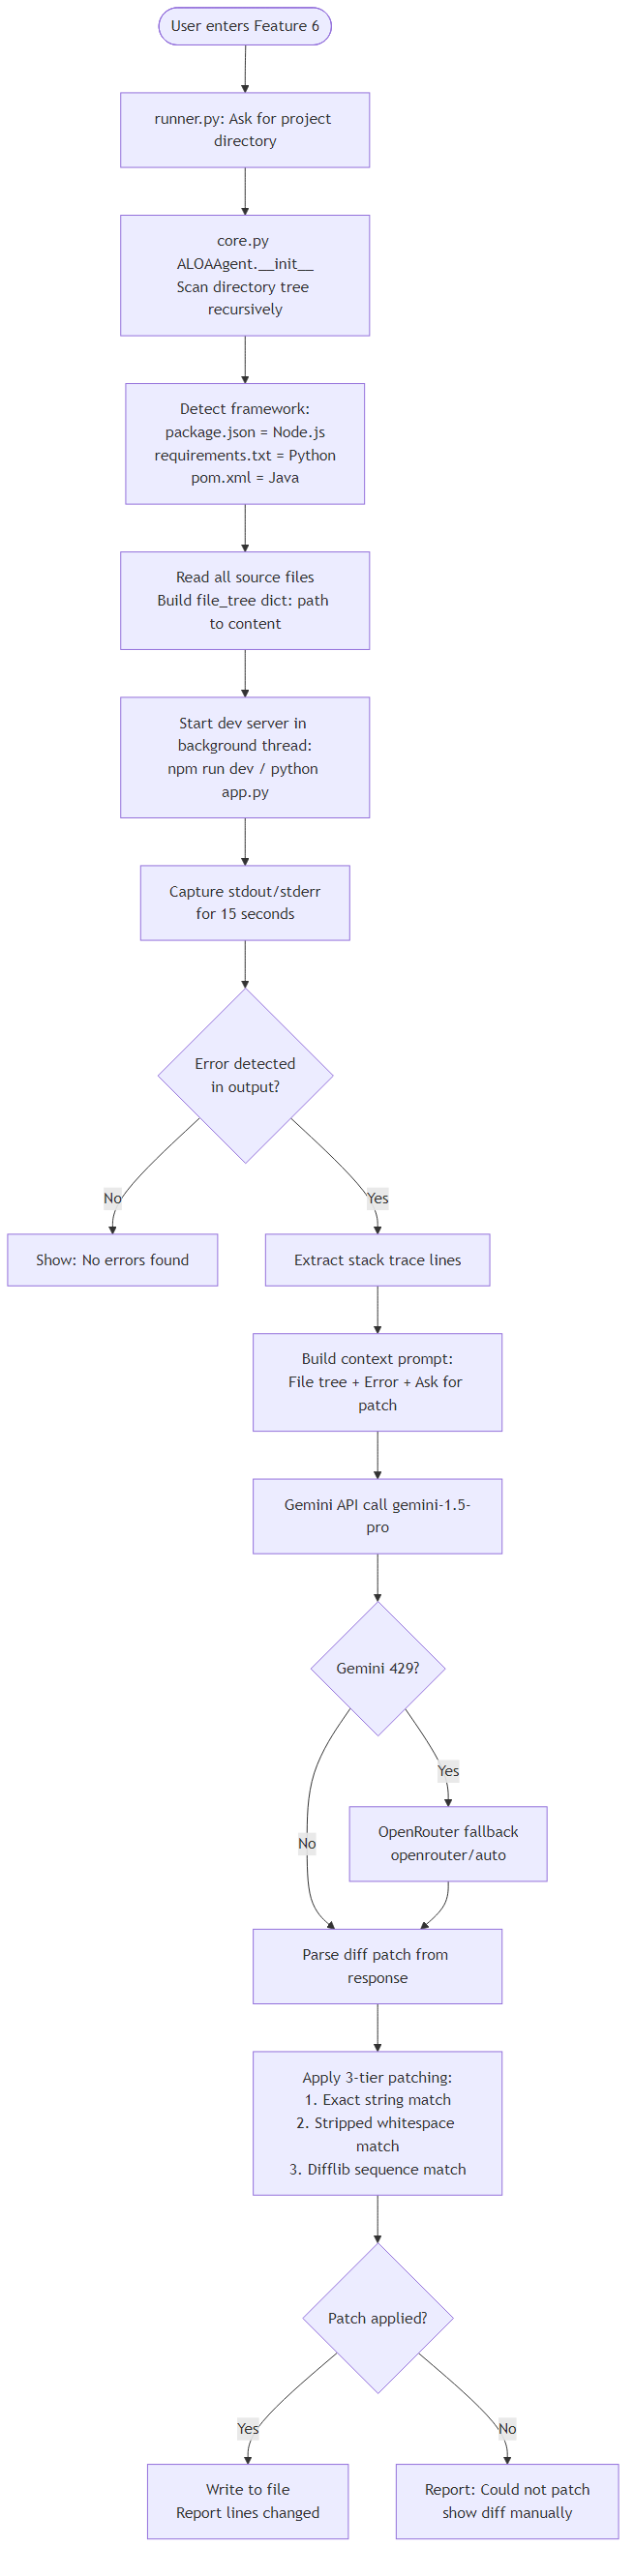 User enters Feature 6
runner.py: Ask for project
directory
core.py
ALOAAgent.__init__
Scan directory tree
recursively
Detect framework:
package.json = Node.js
requirements.txt = Python
pom.xml = Java
Read all source files
Build file_tree dict: path
to content
Start dev server in
background thread:
npm run dev / python
app.py
Capture stdout/stderr
for 15 seconds
Error detected
in output?
No
Yes
Show: No errors found
Extract stack trace lines
Build context prompt:
File tree + Error + Ask for
patch
Gemini API call gemini-1.5-
pro
Gemini 429?
Yes
No
OpenRouter fallback
openrouter/auto
Parse diff patch from
response
Apply 3-tier patching:
1. Exact string match
2. Stripped whitespace
match
3. Difflib sequence match
Patch applied?
Yes
No
Write to file
Report lines changed
Report: Could not patch
show diff manually